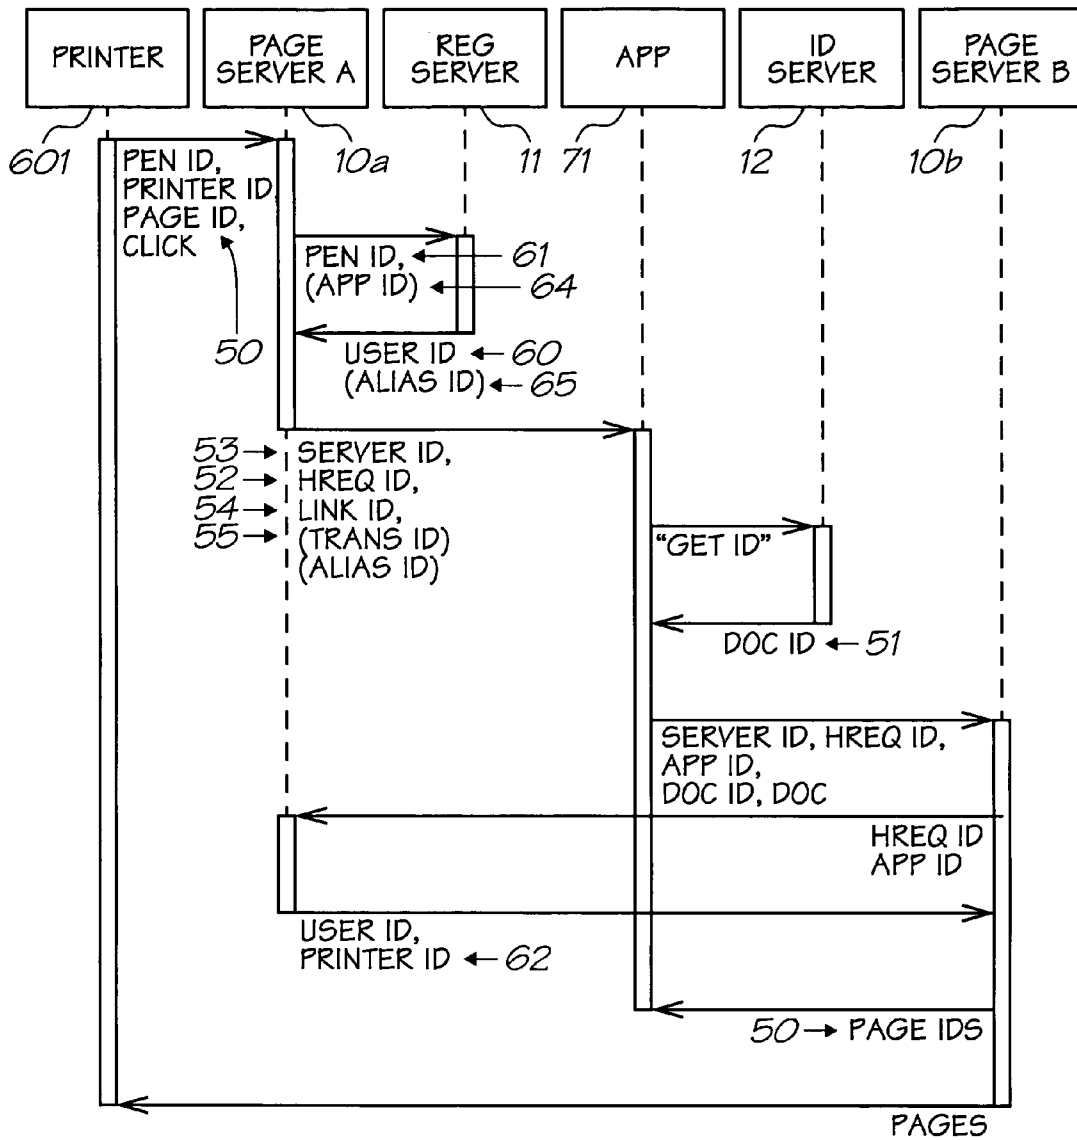 PRINTER
PAGE
SERVER A
REG
SERVER
APP
ID
SERVER
PAGE
SERVER B
601
10a
11
71
12
10b
PEN ID,
PRINTER ID
PAGE ID,
CLICK
50
PEN ID,
61
(APP ID)
64
USER ID
60
(ALIAS ID)
65
53
SERVER ID,
52
HREQ ID,
54
LINK ID,
55
(TRANS ID)
(ALIAS ID)
“GET ID”
DOC ID
51
SERVER ID, HREQ ID,
APP ID,
DOC ID, DOC
HREQ ID
APP ID
USER ID,
PRINTER ID
62
50
PAGE IDS
PAGES